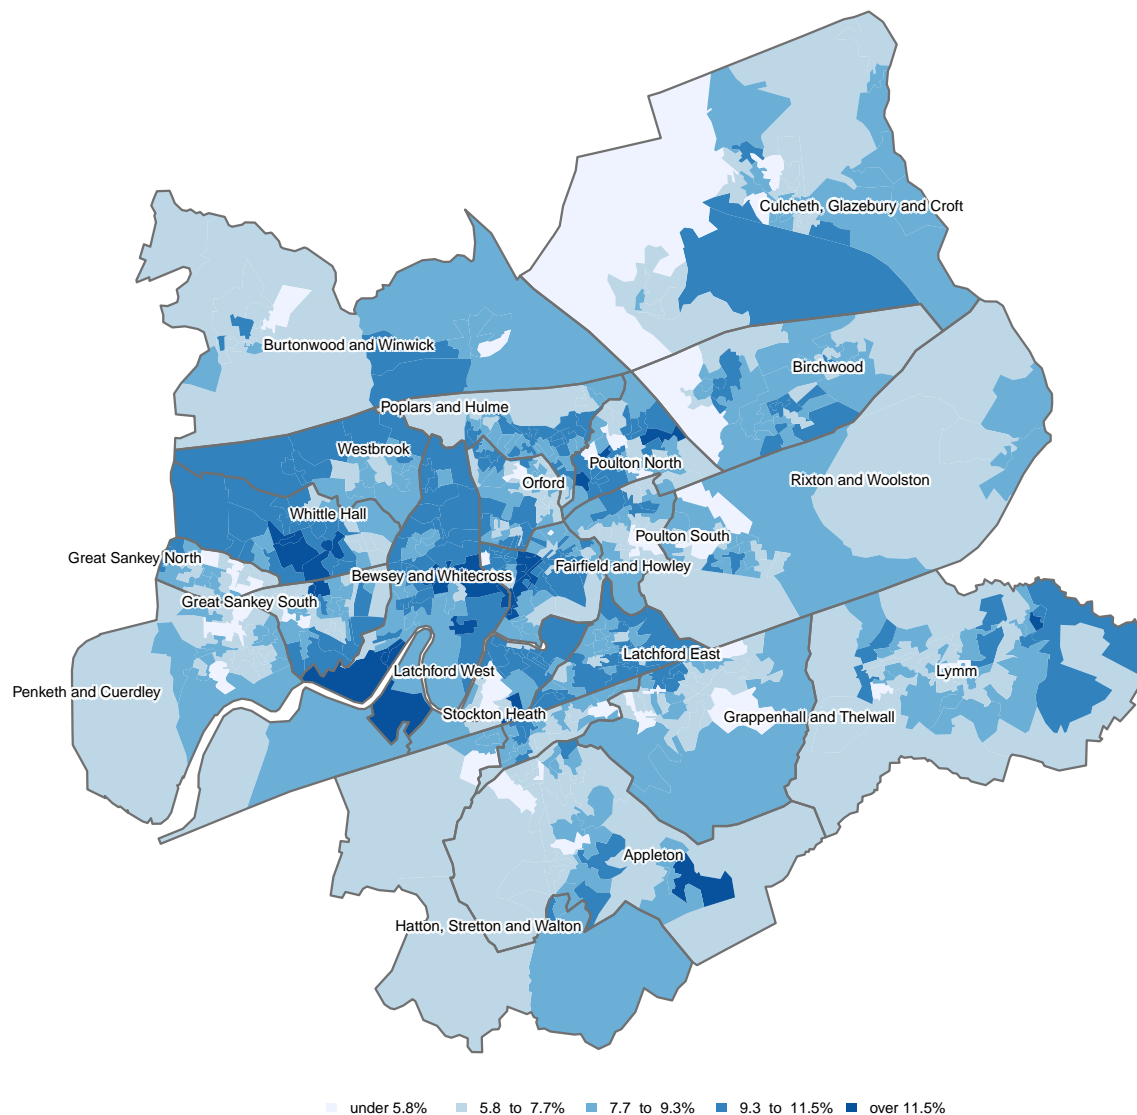 Culcheth, Glazebury and Croft
Burtonwood and Winwick
Birchwood
Poplars and Hulme
Westbrook
Poulton North
Orford
Rixton and Woolston
Whittle Hall
Poulton South
Great Sankey North
Fairfield and Howley
Bewsey and Whitecross
Great Sankey South
Latchford East
Latchford West
Lymm
Penketh and Cuerdley
Stockton Heath
Grappenhall and Thelwall
Appleton
Hatton, Stretton and Walton
under 5.8% 5.8 to 7.7% 7.7 to 9.3% 9.3 to 11.5% over 11.5%